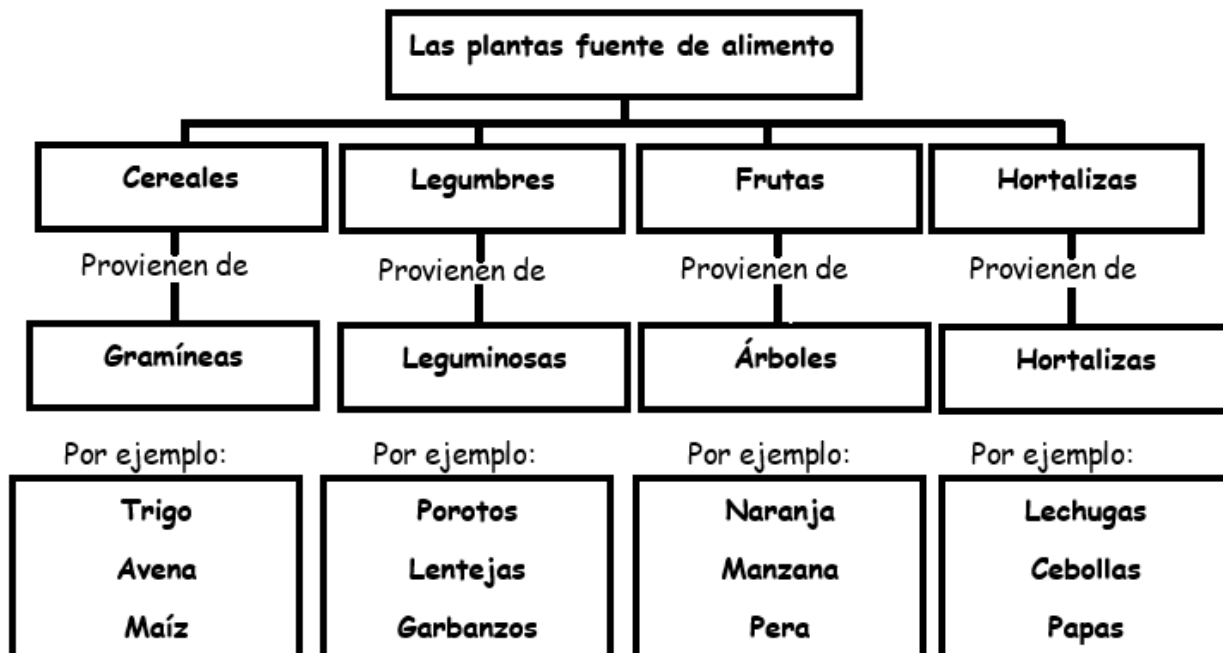 Las plantas fuente de alimento
Cereales
Legumbres
Frutas
Hortalizas
Provienen de
Provienen de
Provienen de
Provienen de
Gramíneas
Leguminosas
Árboles
Hortalizas
Por ejemplo:
Por ejemplo:
Por ejemplo:
Por ejemplo:
Trigo
Avena
Maíz
Porotos
Lentejas
Garbanzos
Naranja
Manzana
Pera
Lechugas
Cebollas
Papas